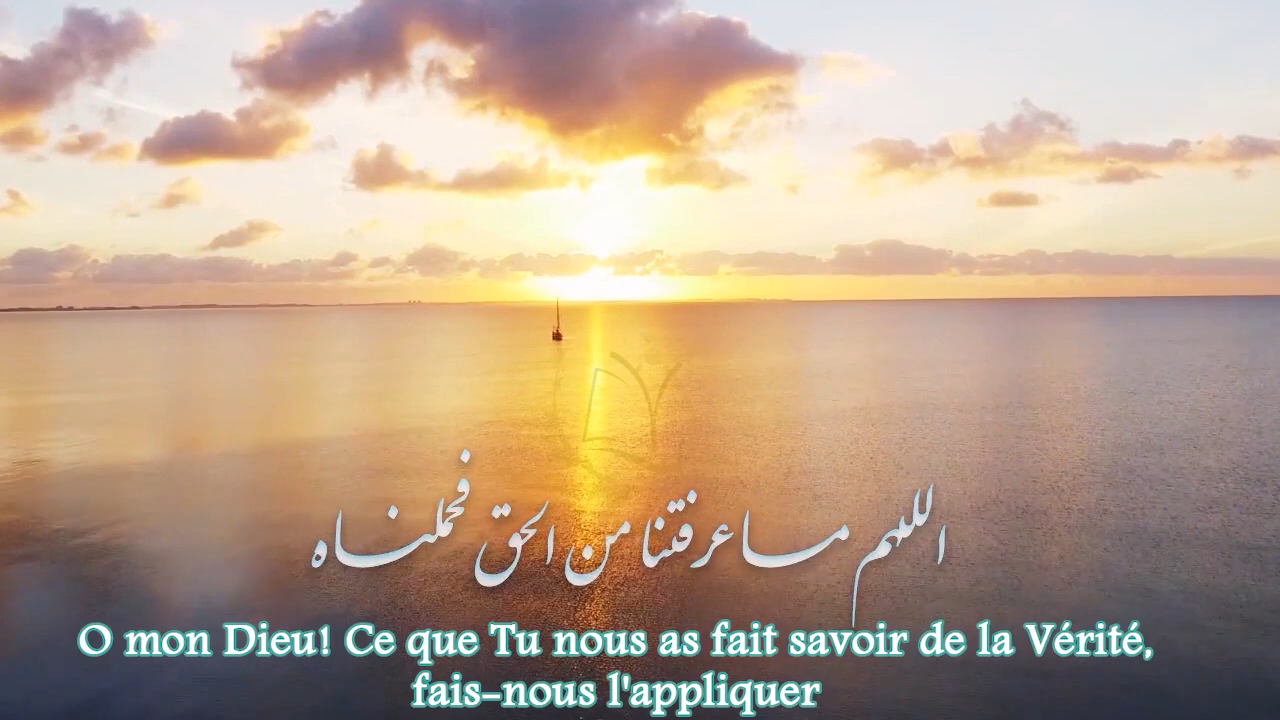 اللهم ما عرفتنا من الحق فحملناه
O mon Dieu! Ce que Tu nous as fait savoir de la Vérité,
fais-nous l'appliquer